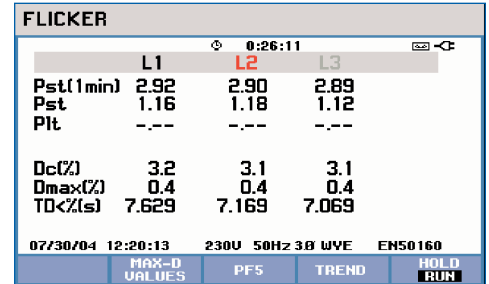 FLICKER
0:26:11
L1 L2 L3
Pst(1min) 2.92 2.90 2.89
Pst 1.16 1.18 1.12
Plt -.-- -.-- -.--
Dc(%) 3.2 3.1 3.1
Dmax(%) 0.4 0.4 0.4
TD<%(s) 7.629 7.169 7.069
07/30/04 12:20:13 230V 50Hz 3Ø WYE EN50160
MAX-D VALUES PF5 TREND HOLD RUN